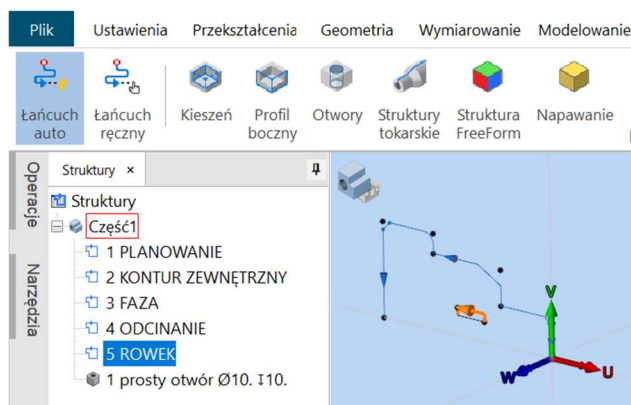 Plik Ustawienia Przekształcenia Geometria Wymiarowanie Modelowanie
Łańcuch auto
Łańcuch ręczny
Kieszeń
Profil boczny
Otwory
Struktury tokarskie
Struktura FreeForm
Napawanie
Operacje
Narzędzia
Struktury ×
Struktury
Część1
1 PLANOWANIE
2 KONTUR ZEWNĘTRZNY
3 FAZA
4 ODCINANIE
5 ROWEK
1 prosty otwór Ø10. ↧10.
V
W
U